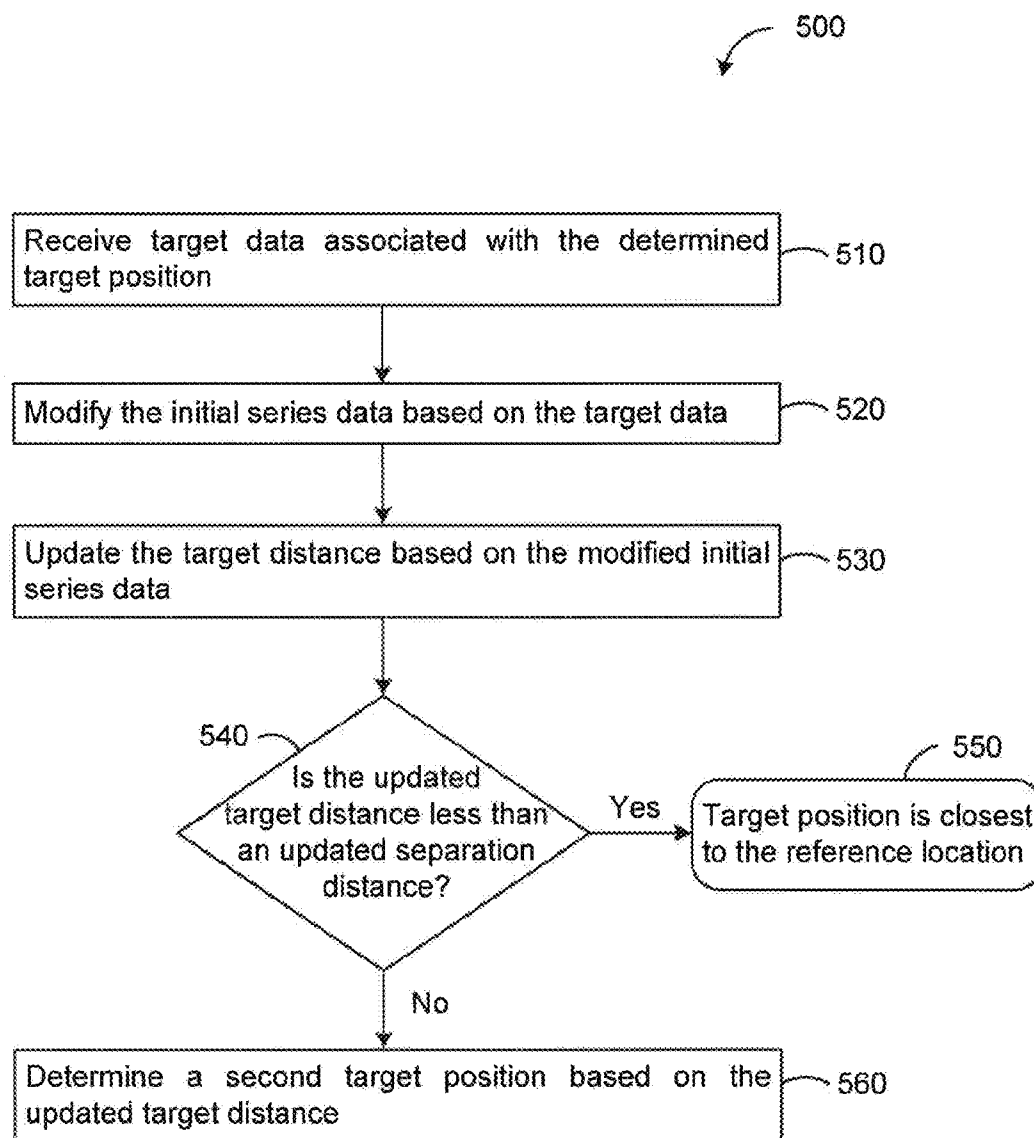 500
Receive target data associated with the determined
target position
510
Modify the initial series data based on the target data
520
Update the target distance based on the modified initial
series data
530
540
Is the updated
target distance less than
an updated separation
distance?
Yes
550
Target position is closest
to the reference location
No
Determine a second target position based on the
updated target distance
560